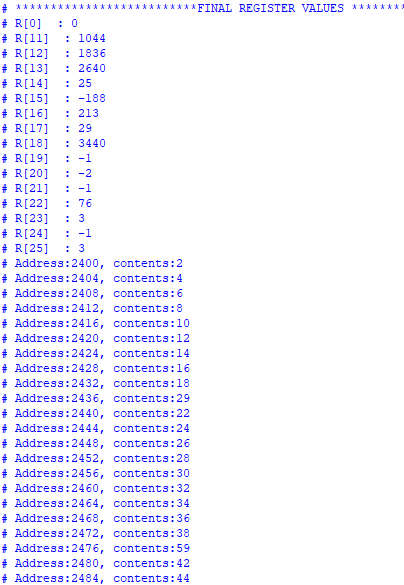 # **************************FINAL REGISTER VALUES *******
# R[0] : 0
# R[11] : 1044
# R[12] : 1836
# R[13] : 2640
# R[14] : 25
# R[15] : -188
# R[16] : 213
# R[17] : 29
# R[18] : 3440
# R[19] : -1
# R[20] : -2
# R[21] : -1
# R[22] : 76
# R[23] : 3
# R[24] : -1
# R[25] : 3
# Address:2400, contents:2
# Address:2404, contents:4
# Address:2408, contents:6
# Address:2412, contents:8
# Address:2416, contents:10
# Address:2420, contents:12
# Address:2424, contents:14
# Address:2428, contents:16
# Address:2432, contents:18
# Address:2436, contents:29
# Address:2440, contents:22
# Address:2444, contents:24
# Address:2448, contents:26
# Address:2452, contents:28
# Address:2456, contents:30
# Address:2460, contents:32
# Address:2464, contents:34
# Address:2468, contents:36
# Address:2472, contents:38
# Address:2476, contents:59
# Address:2480, contents:42
# Address:2484, contents:44